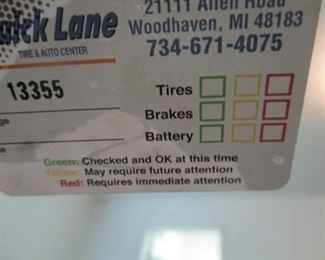 uick Lane
TIRE & AUTO CENTER
21111 Allen Road
Woodhaven, MI 48183
734-671-4075
13355
Tires
Brakes
Battery
Green: Checked and OK at this time
Yellow: May require future attention
Red: Requires immediate attention